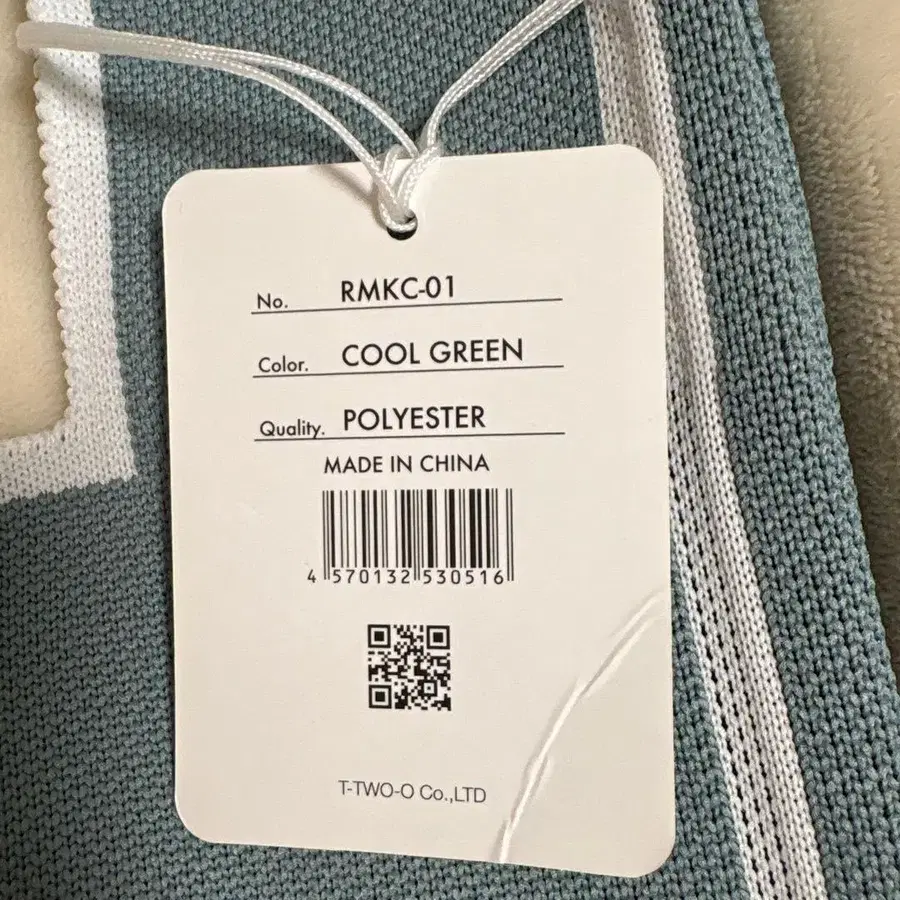 No. RMKC-01
Color. COOL GREEN
Quality. POLYESTER
MADE IN CHINA
4 570132 530516
T-TWO-O Co.,LTD